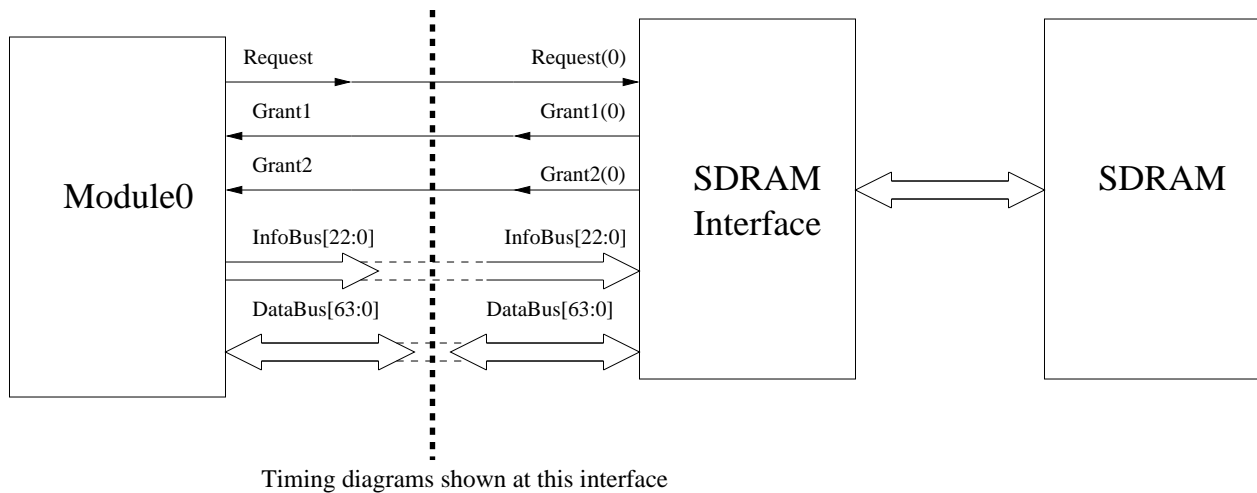 Request
Request(0)
Grant1
Grant1(0)
Grant2
Grant2(0)
Module0
SDRAM
Interface
SDRAM
InfoBus[22:0]
InfoBus[22:0]
DataBus[63:0]
DataBus[63:0]
Timing diagrams shown at this interface